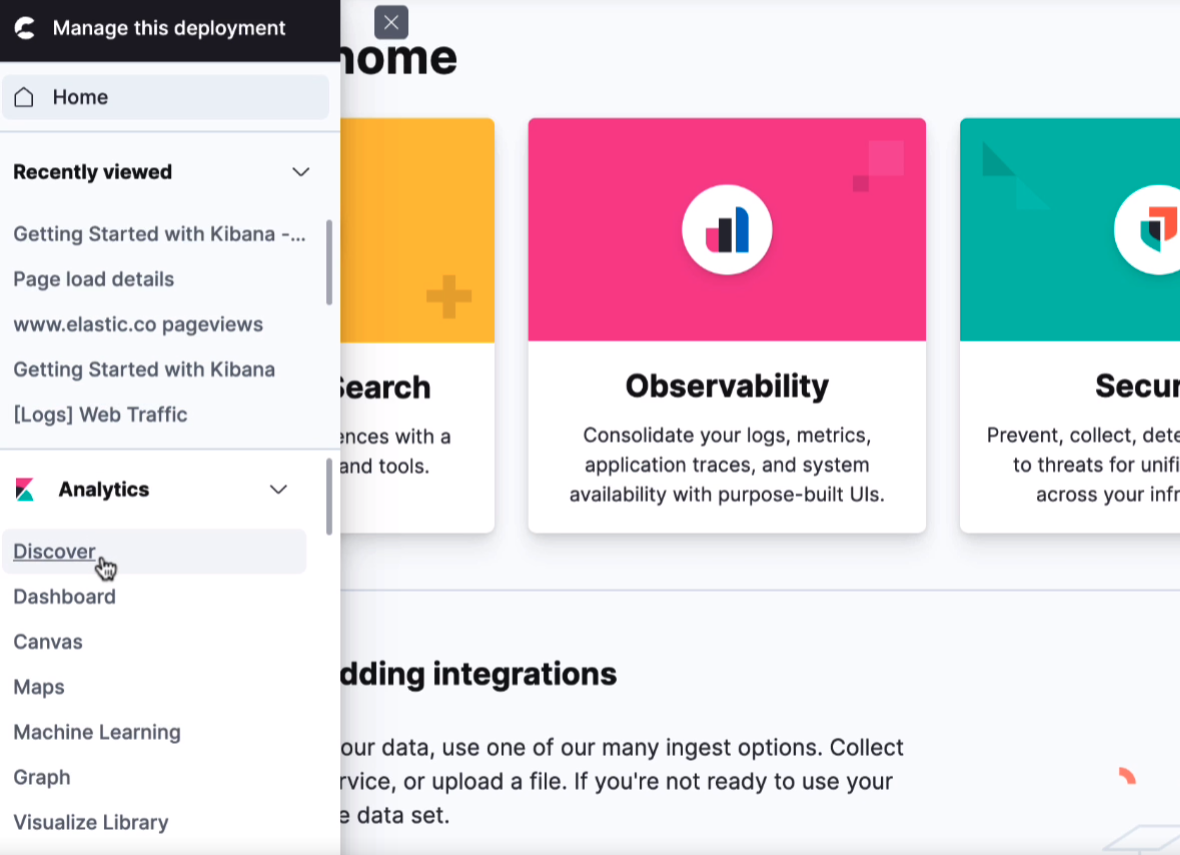 Manage this deployment
Home
Recently viewed
Getting Started with Kibana -...
Page load details
www.elastic.co pageviews
Getting Started with Kibana
[Logs] Web Traffic
Analytics
Discover
Dashboard
Canvas
Maps
Machine Learning
Graph
Visualize Library
home
Search
ences with a
and tools.
Observability
Consolidate your logs, metrics,
application traces, and system
availability with purpose-built UIs.
Secur
Prevent, collect, dete
to threats for unifi
across your infr
dding integrations
our data, use one of our many ingest options. Collect
rvice, or upload a file. If you're not ready to use your
e data set.